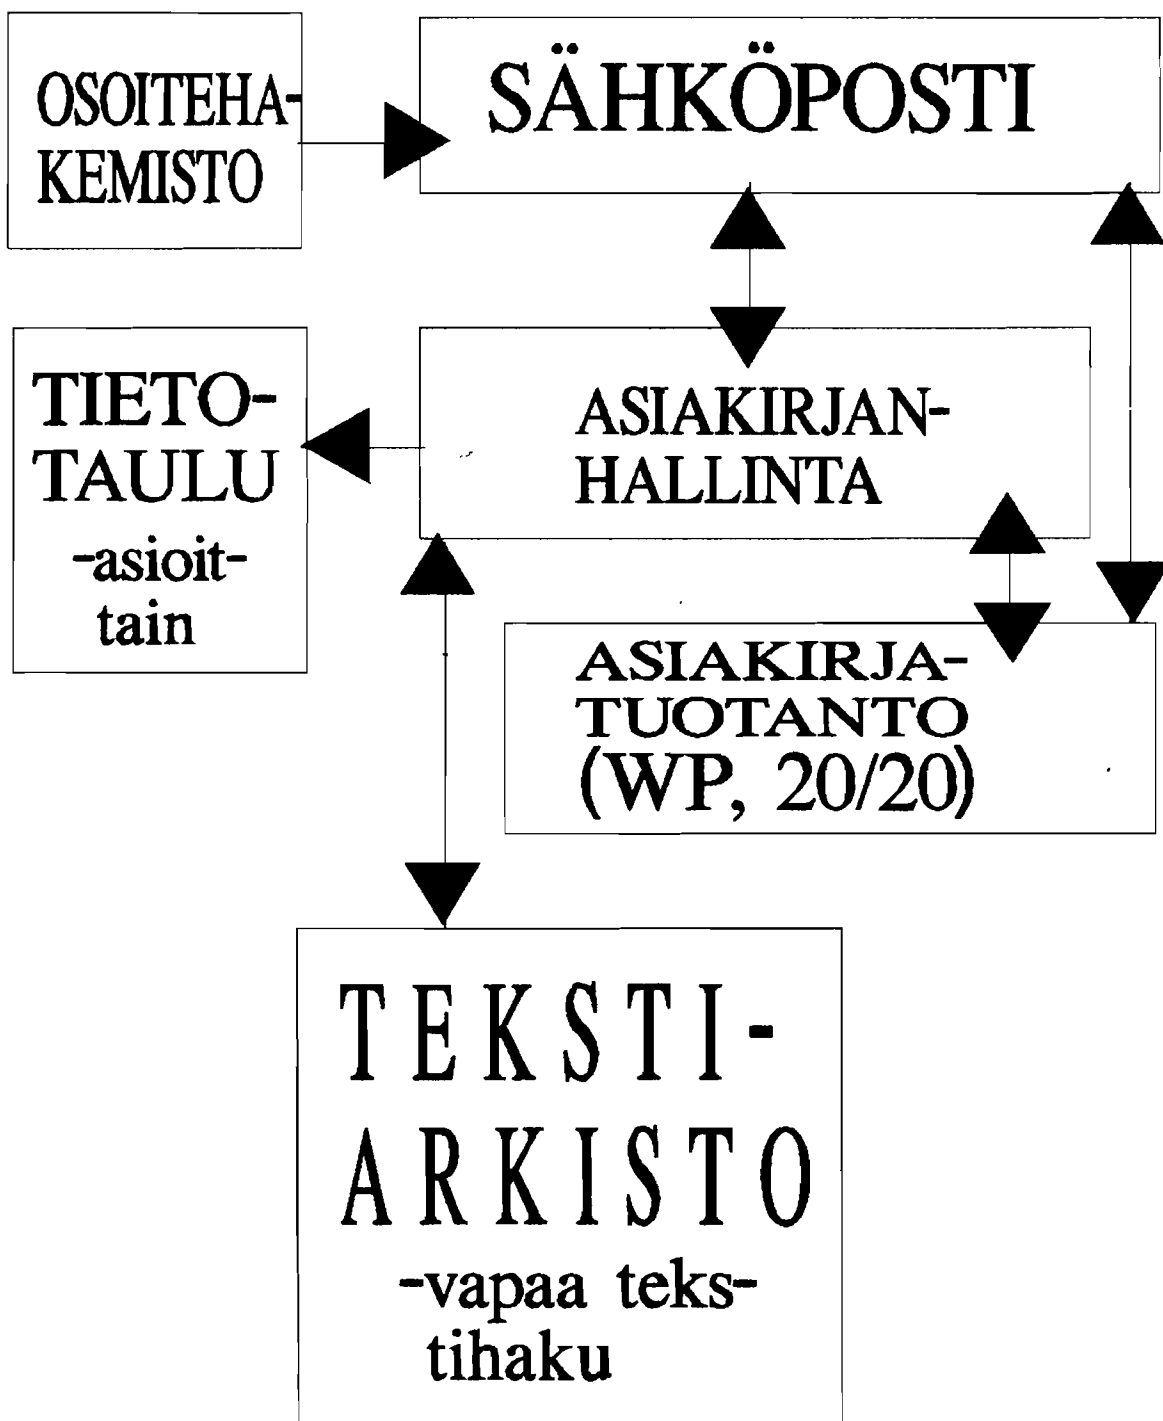 OSOITEHA-
KEMISTO
SÄHKÖPOSTI
TIETO-
TAULU
-asioit-
tain
ASIAKIRJAN-
HALLINTA
ASIAKIRJA-
TUOTANTO
(WP, 20/20)
TEKSTI-
ARKISTO
-vapaa teks-
tihaku